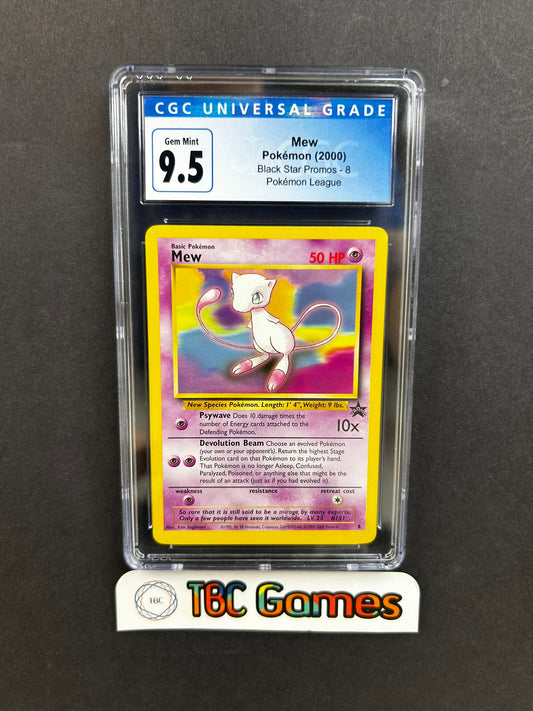 CGC UNIVERSAL GRADE
Gem Mint
9.5
Mew
Pokémon (2000)
Black Star Promos - 8
Pokémon League
Basic Pokémon
Mew
50 HP
New Species Pokémon. Length: 1' 4", Weight: 9 lbs.
PROMO
Psywave Does 10 damage times the
number of Energy cards attached to the
Defending Pokémon.
10x
Devolution Beam Choose an evolved Pokémon
(your own or your opponent's). Return the highest Stage
Evolution card on that Pokémon to its player's hand.
That Pokémon is no longer Asleep, Confused,
Paralyzed, Poisoned, or anything else that might be the
result of an attack (just as if you had evolved it).
weakness
resistance
retreat cost
So rare that it is still said to be a mirage by many experts.
Only a few people have seen it worldwide. LV. 23 #151
8
TBC
TBC Games